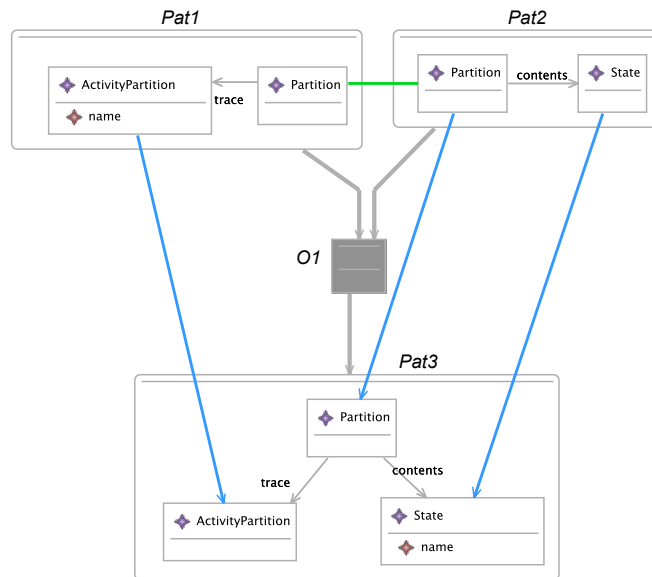 Pat1
Pat2
ActivityPartition
name
trace
Partition
Partition
contents
State
O1
Pat3
Partition
trace
contents
ActivityPartition
State
name